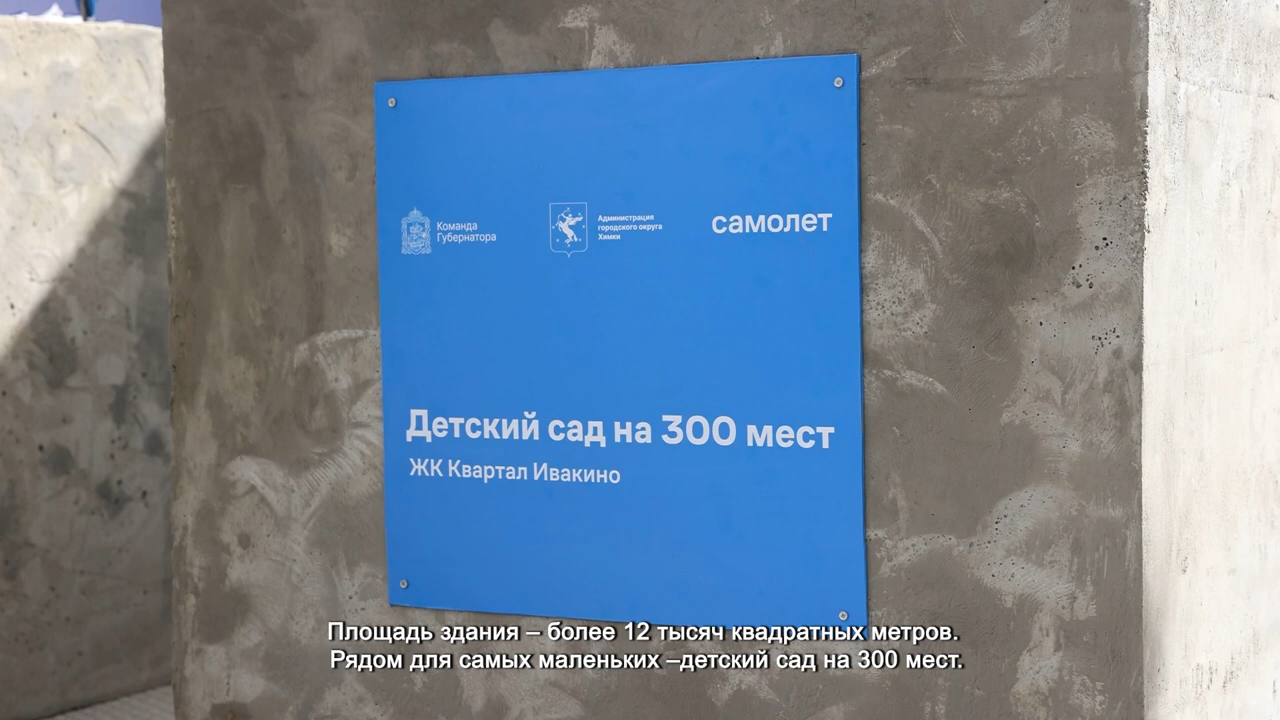 Команда
Губернатора
Администрация
городского округа
Химки
самолет
Детский сад на 300 мест
ЖК Квартал Ивакино
Площадь здания – более 12 тысяч квадратных метров.
Рядом для самых маленьких –детский сад на 300 мест.